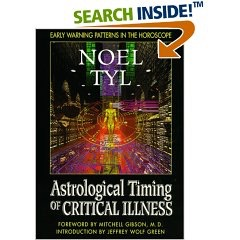 SEARCH INSIDE!™
EARLY WARNING PATTERNS IN THE HOROSCOPE
NOEL
TYL
Astrological Timing
OF CRITICAL ILLNESS
FOREWORD BY MITCHELL GIBSON, M.D.
INTRODUCTION BY JEFFREY WOLF GREEN